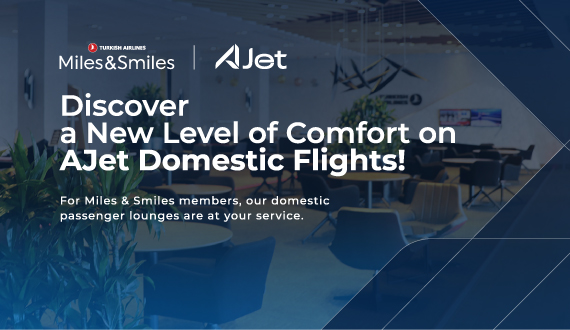 TURKISH AIRLINES
Miles&Smiles
AJet
Discover
a New Level of Comfort on
AJet Domestic Flights!
For Miles & Smiles members, our domestic
passenger lounges are at your service.